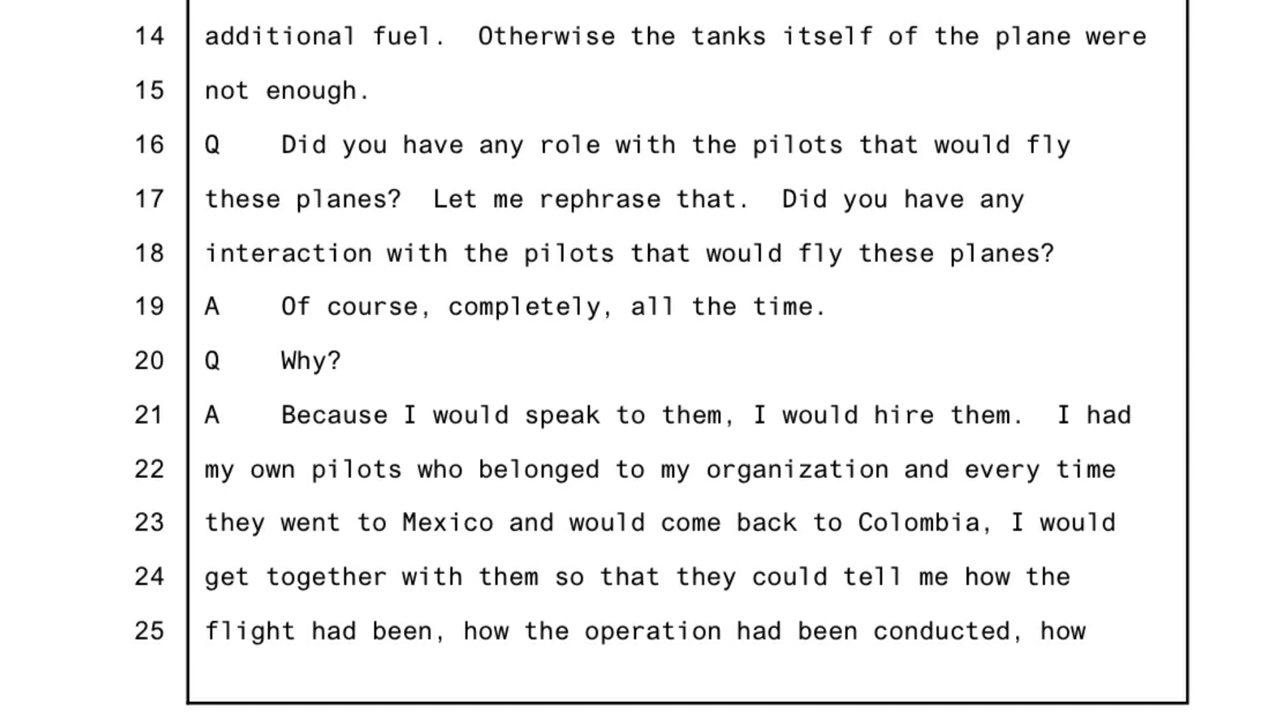 14 additional fuel.  Otherwise the tanks itself of the plane were
15 not enough.
16 Q    Did you have any role with the pilots that would fly
17 these planes?  Let me rephrase that.  Did you have any
18 interaction with the pilots that would fly these planes?
19 A    Of course, completely, all the time.
20 Q    Why?
21 A    Because I would speak to them, I would hire them.  I had
22 my own pilots who belonged to my organization and every time
23 they went to Mexico and would come back to Colombia, I would
24 get together with them so that they could tell me how the
25 flight had been, how the operation had been conducted, how